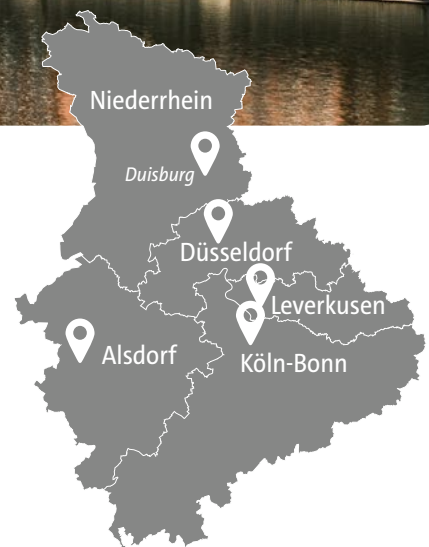 Niederrhein
Duisburg
Düsseldorf
Leverkusen
Alsdorf
Köln-Bonn